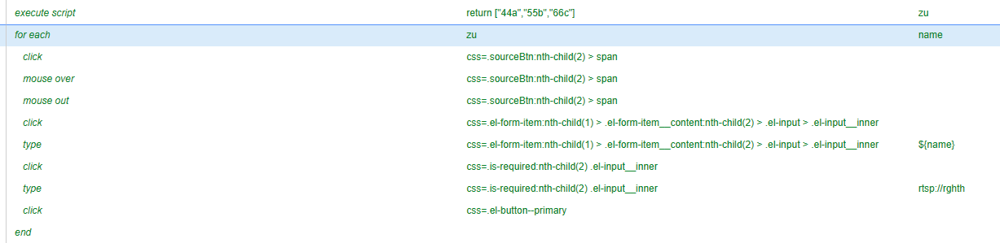 execute script return ["44a","55b","66c"] zu
for each zu name
click css=.sourceBtn:nth-child(2) > span
mouse over css=.sourceBtn:nth-child(2) > span
mouse out css=.sourceBtn:nth-child(2) > span
click css=.el-form-item:nth-child(1) > .el-form-item__content:nth-child(2) > .el-input > .el-input__inner
type css=.el-form-item:nth-child(1) > .el-form-item__content:nth-child(2) > .el-input > .el-input__inner ${name}
click css=.is-required:nth-child(2) .el-input__inner
type css=.is-required:nth-child(2) .el-input__inner rtsp://rghth
click css=.el-button--primary
end